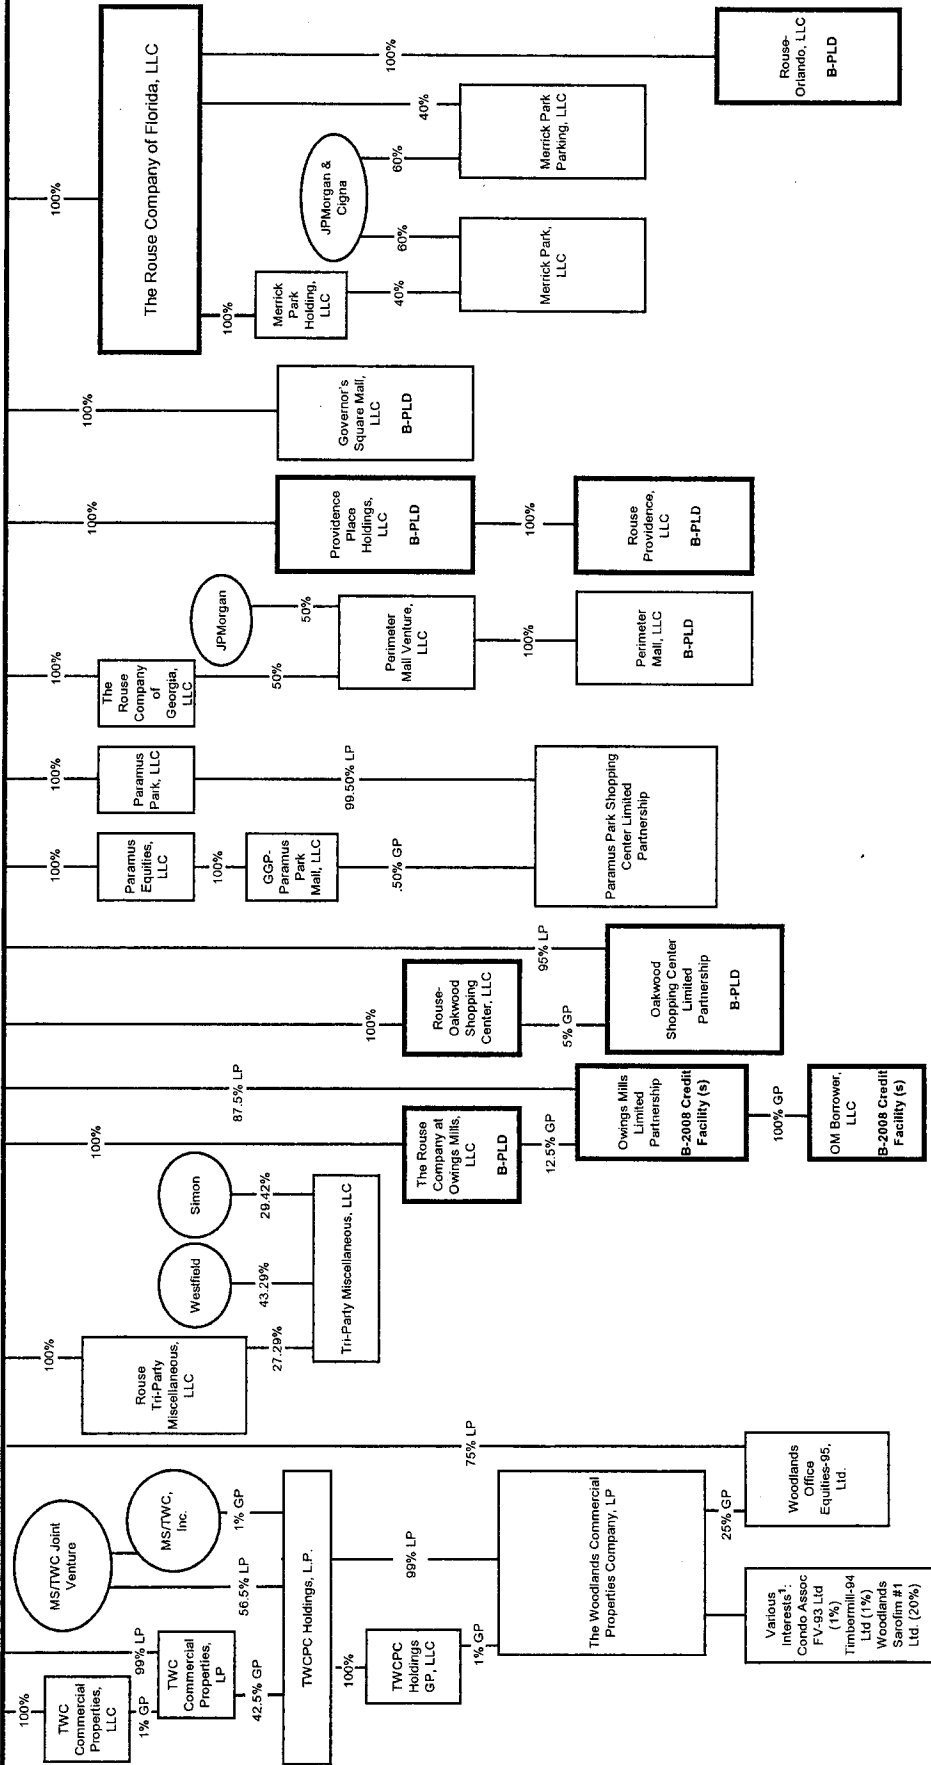 100%
TWC
Commercial
Properties,
LLC
1% GP
99% LP
TWC
Commercial
Properties,
LP
42.5% GP
MS/TWC Joint
Venture
MS/TWC,
Inc.
56.5% LP
1% GP
TWCPC Holdings, L.P.
100%
TWCPC
Holdings
GP, LLC
1% GP
99% LP
The Woodlands Commercial
Properties Company, LP
Various
Interests¹:
Condo Assoc
FV-93 Ltd
(1%)
Timbermill-94
Ltd (1%)
Woodlands
Sarofim #1
Ltd. (20%)
25% GP
75% LP
Woodlands
Office
Equities-95,
Ltd.
100%
Rouse
Tri-Party
Miscellaneous,
LLC
27.29%
Westfield
43.29%
Simon
29.42%
Tri-Party Miscellaneous, LLC
100%
The Rouse
Company at
Owings Mills,
LLC
B-PLD
12.5% GP
87.5% LP
Owings Mills
Limited
Partnership
B-2008 Credit
Facility (s)
100% GP
OM Borrower,
LLC
B-2008 Credit
Facility (s)
100%
Rouse-
Oakwood
Shopping
Center, LLC
5% GP
95% LP
Oakwood
Shopping Center
Limited
Partnership
B-PLD
100%
Paramus
Equities,
LLC
100%
GGP-
Paramus
Park
Mall, LLC
.50% GP
100%
Paramus
Park, LLC
99.50% LP
Paramus Park Shopping
Center Limited
Partnership
100%
The
Rouse
Company
of
Georgia,
LLC
50%
JPMorgan
50%
Perimeter
Mall Venture,
LLC
100%
Perimeter
Mall, LLC
B-PLD
100%
Providence
Place
Holdings,
LLC
B-PLD
100%
Rouse
Providence,
LLC
B-PLD
100%
Governor's
Square Mall,
LLC
B-PLD
100%
The Rouse Company of Florida, LLC
100%
Merrick
Park
Holding,
LLC
40%
JPMorgan &
Cigna
60%
60%
40%
Merrick Park,
LLC
Merrick Park
Parking, LLC
100%
Rouse-
Orlando, LLC
B-PLD